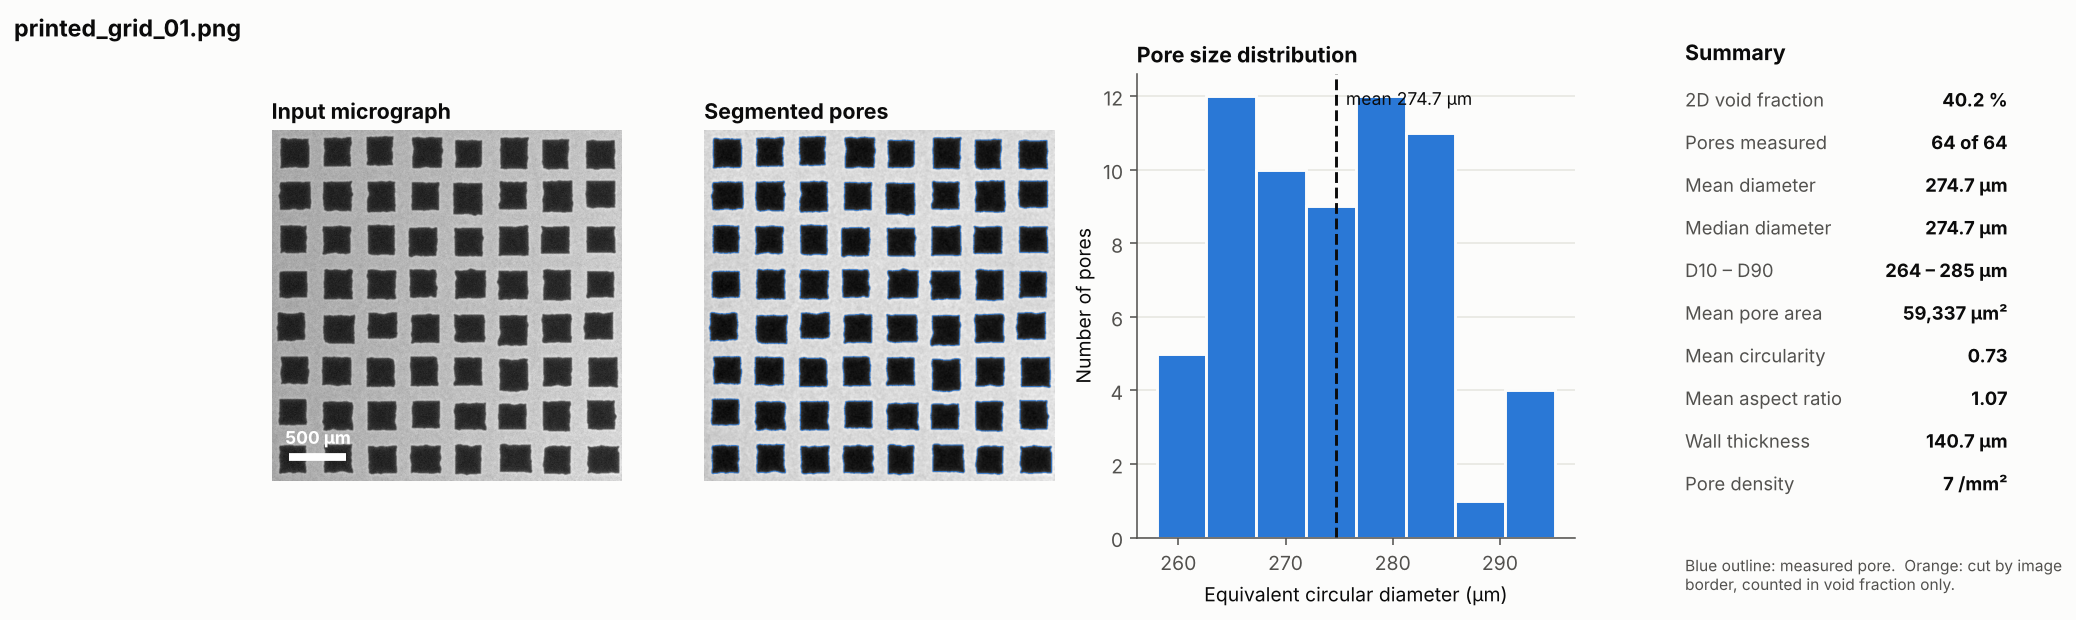 printed_grid_01.png
Input micrograph
500 µm
Segmented pores
Pore size distribution
mean 274.7 µm
Number of pores
12
10
8
6
4
2
0
260 270 280 290
Equivalent circular diameter (µm)
Summary
2D void fraction 40.2 %
Pores measured 64 of 64
Mean diameter 274.7 µm
Median diameter 274.7 µm
D10 – D90 264 – 285 µm
Mean pore area 59,337 µm²
Mean circularity 0.73
Mean aspect ratio 1.07
Wall thickness 140.7 µm
Pore density 7 /mm²
Blue outline: measured pore.  Orange: cut by image
border, counted in void fraction only.